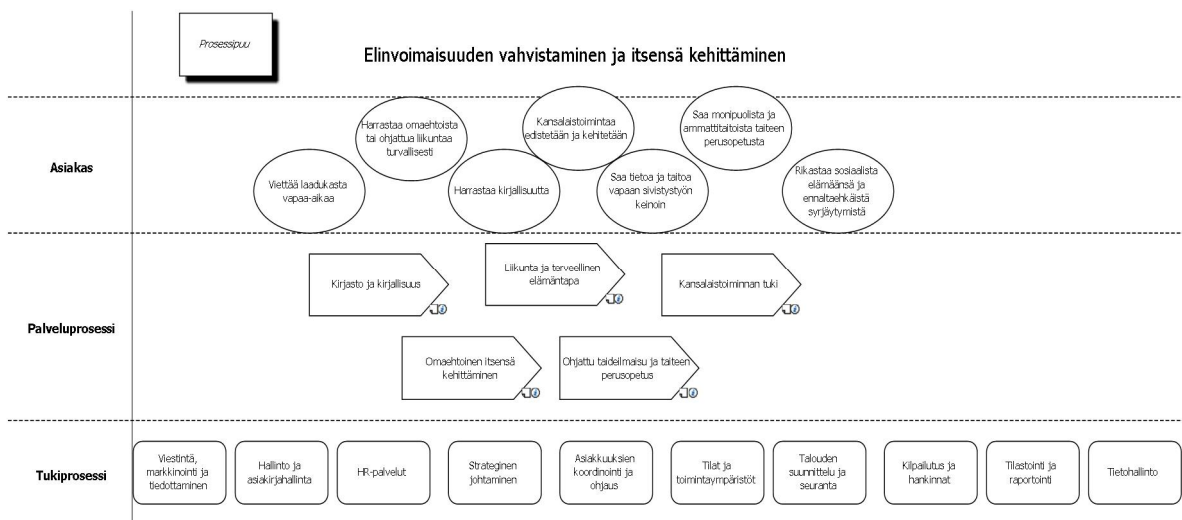 Prosessipuu
Elinvoimaisuuden vahvistaminen ja itsensä kehittäminen
Asiakas
Viettää laadukasta
vapaa-aikaa
Harrastaa omaehtoista
tai ohjattua liikuntaa
turvallisesti
Harrastaa kirjallisuutta
Kansalaistoimintaa
edistetään ja kehitetään
Saa tietoa ja taitoa
vapaan sivistystyön
keinoin
Saa monipuolista ja
ammattitaitoista taiteen
perusopetusta
Rikastaa sosiaalista
elämäänsä ja
ennaltaehkäistä
syrjäytymistä
Palveluprosessi
Kirjasto ja kirjallisuus
Liikunta ja terveellinen
elämäntapa
Kansalaistoiminnan tuki
Omaehtoinen itsensä
kehittäminen
Ohjattu taideilmaisu ja taiteen
perusopetus
Tukiprosessi
Viestintä,
markkinointi ja
tiedottaminen
Hallinto ja
asiakirjahallinta
HR-palvelut
Strateginen
johtaminen
Asiakkuuksien
koordinointi ja
ohjaus
Tilat ja
toimintaympäristöt
Talouden
suunnittelu ja
seuranta
Kilpailutus ja
hankinnat
Tilastointi ja
raportointi
Tietohallinto